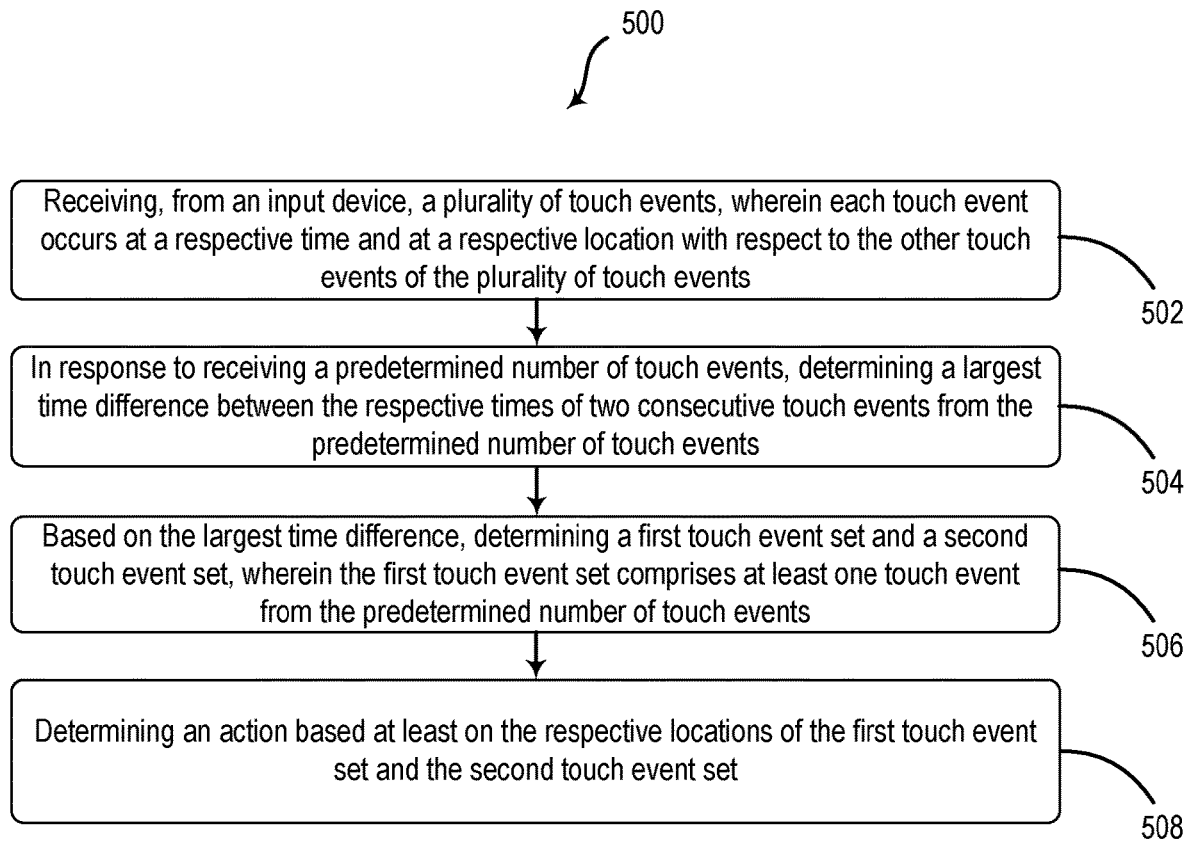 500
Receiving, from an input device, a plurality of touch events, wherein each touch event
occurs at a respective time and at a respective location with respect to the other touch
events of the plurality of touch events
502
In response to receiving a predetermined number of touch events, determining a largest
time difference between the respective times of two consecutive touch events from the
predetermined number of touch events
504
Based on the largest time difference, determining a first touch event set and a second
touch event set, wherein the first touch event set comprises at least one touch event
from the predetermined number of touch events
506
Determining an action based at least on the respective locations of the first touch event
set and the second touch event set
508